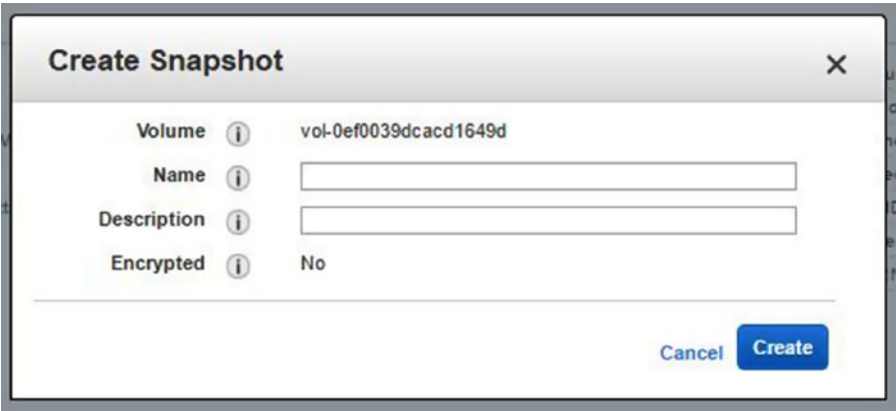 Create Snapshot
Volume vol-0ef0039dcacd1649d
Name
Description
Encrypted No
Cancel Create